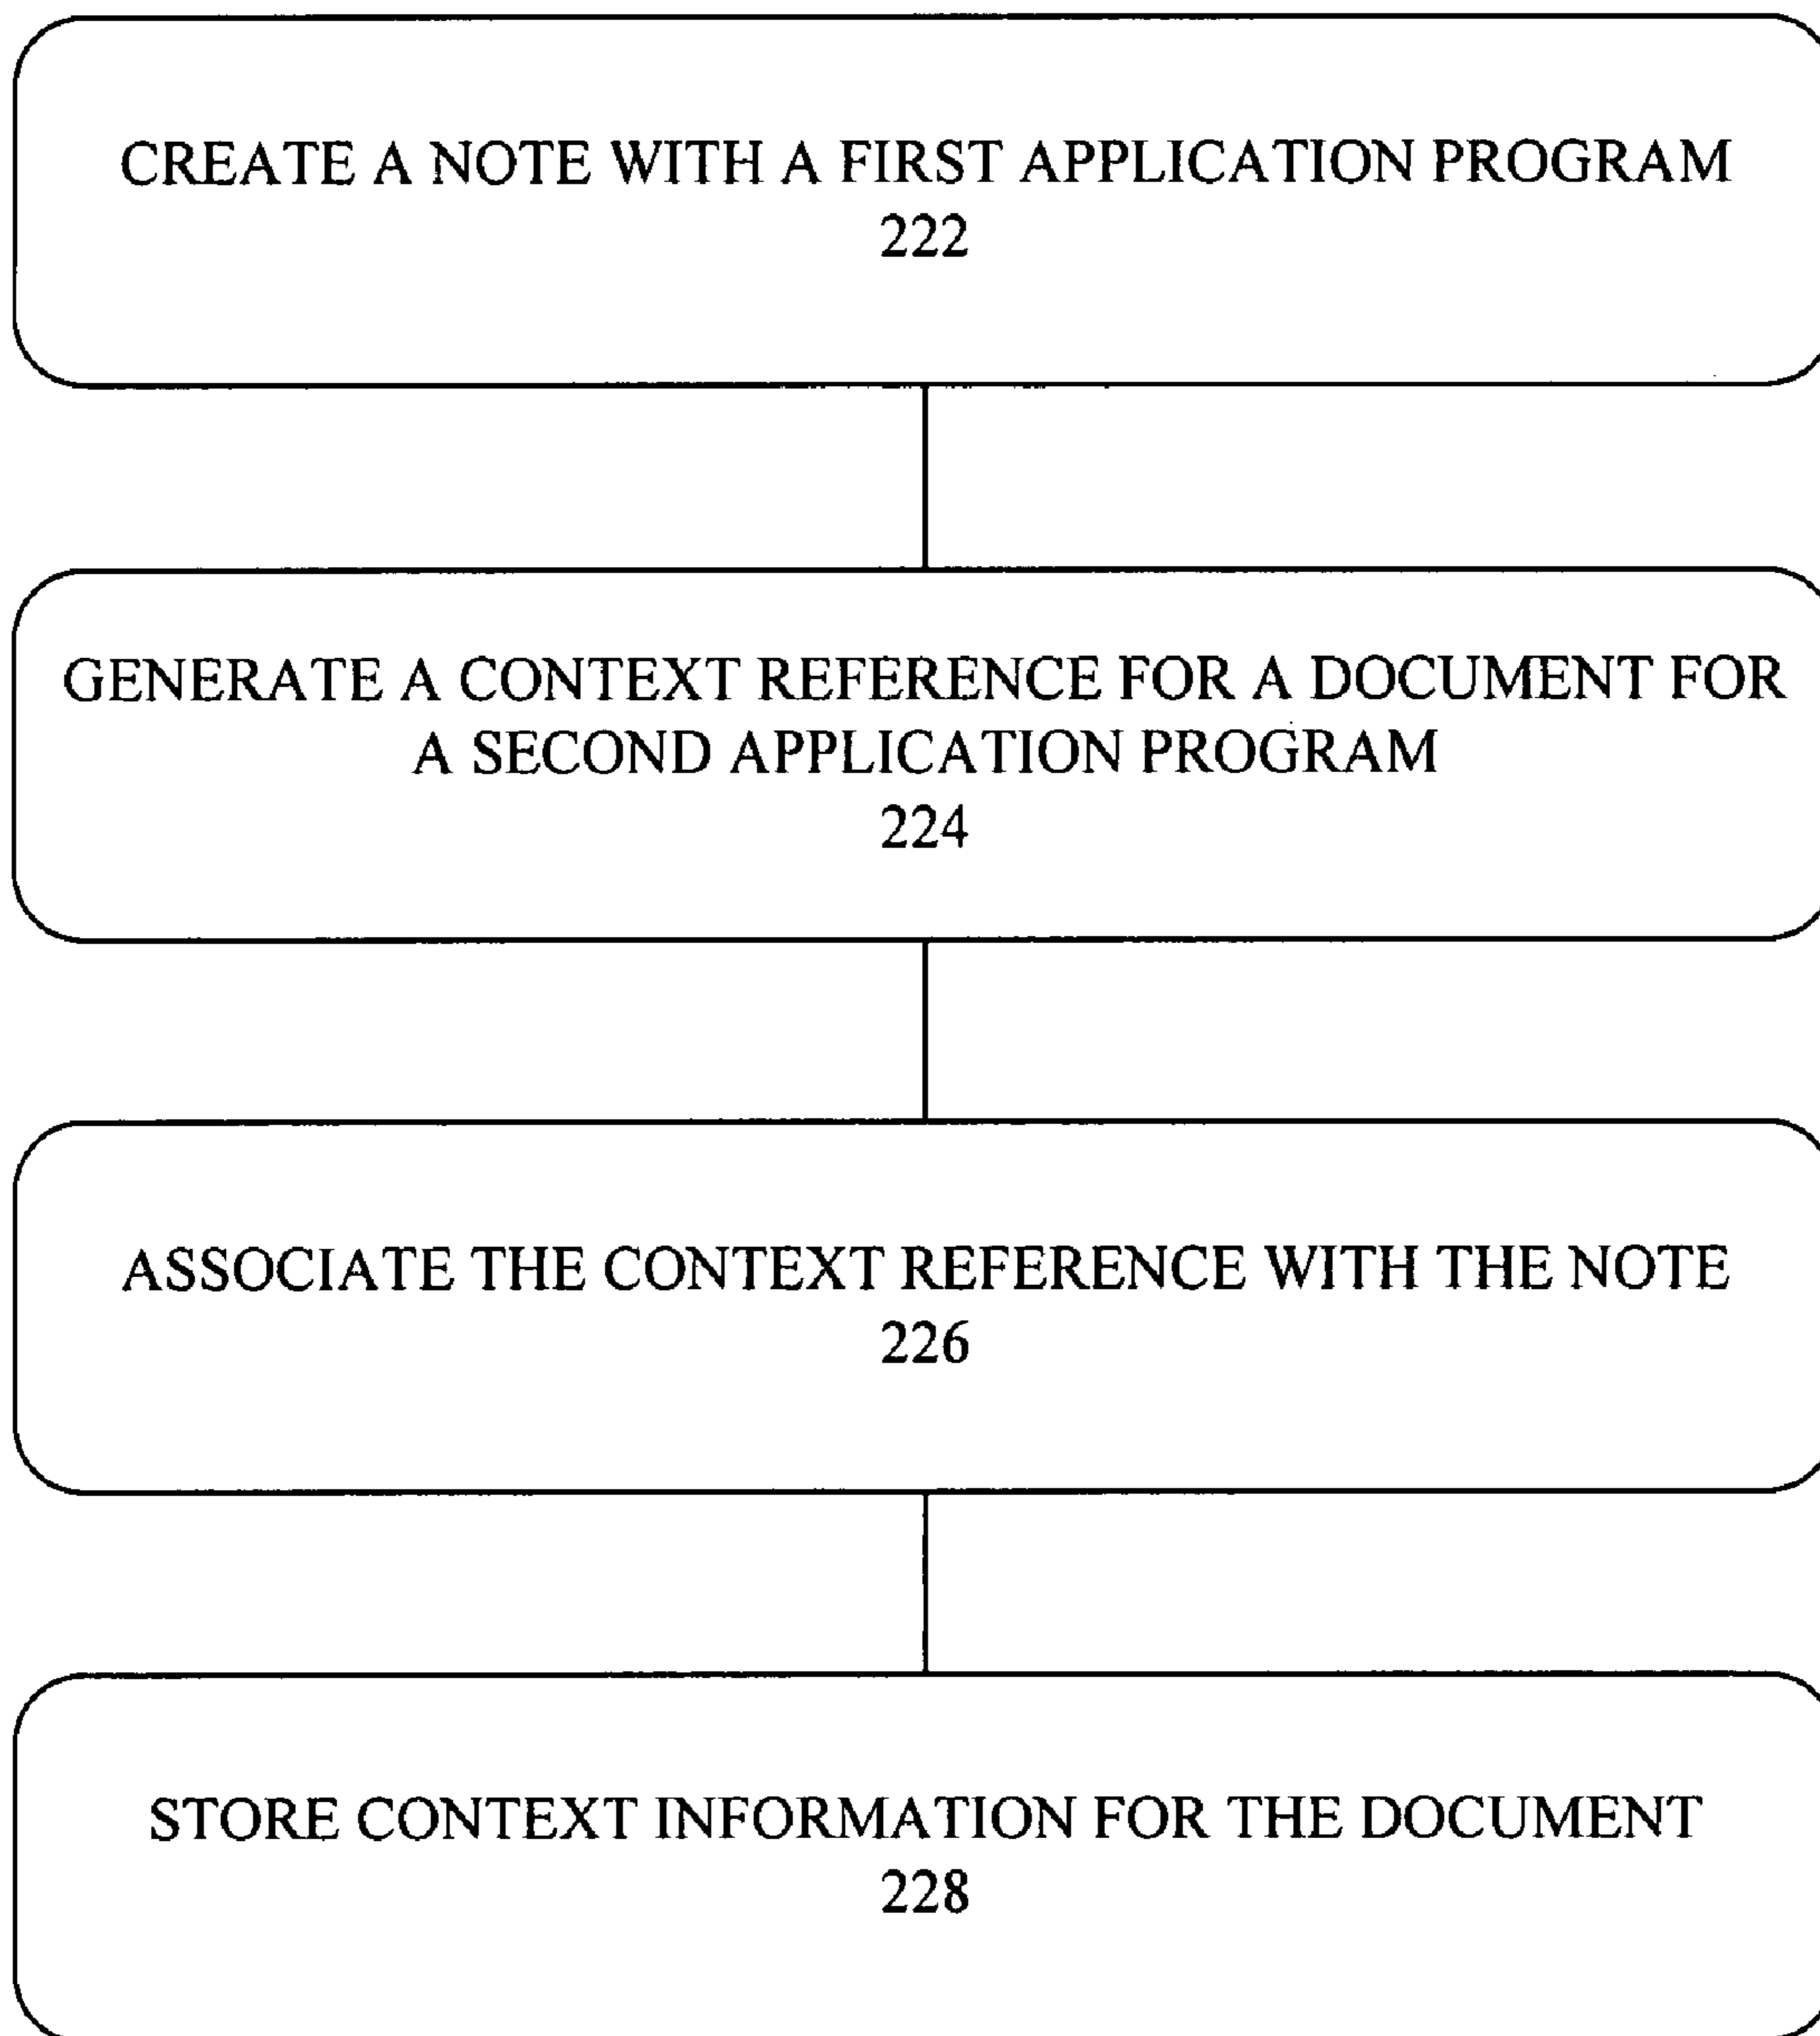 CREATE A NOTE WITH A FIRST APPLICATION PROGRAM
222
GENERATE A CONTEXT REFERENCE FOR A DOCUMENT FOR
A SECOND APPLICATION PROGRAM
224
ASSOCIATE THE CONTEXT REFERENCE WITH THE NOTE
226
STORE CONTEXT INFORMATION FOR THE DOCUMENT
228